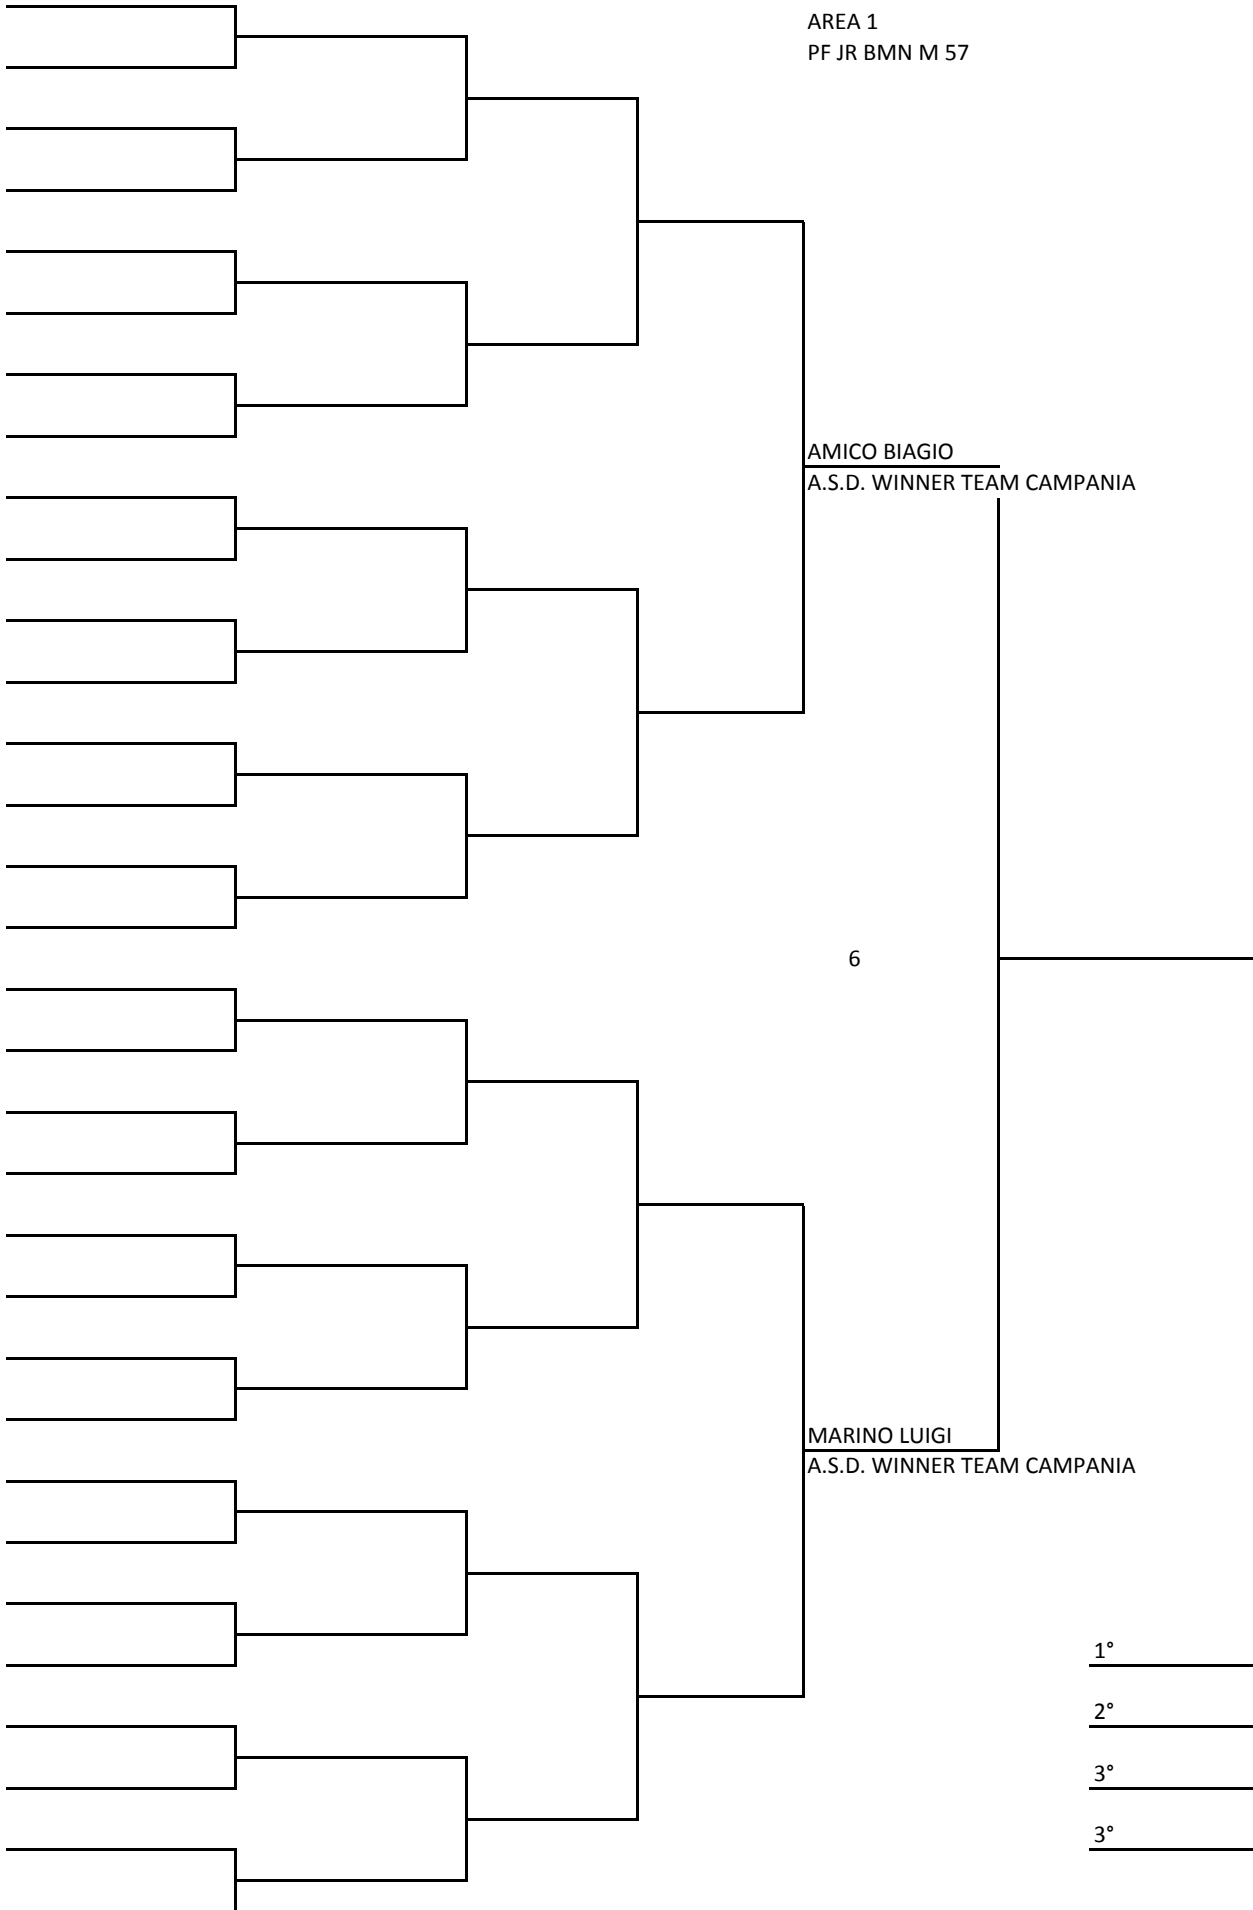 AREA 1
PF JR BMN M 57
AMICO BIAGIO
A.S.D. WINNER TEAM CAMPANIA
6
MARINO LUIGI
A.S.D. WINNER TEAM CAMPANIA
1°
2°
3°
3°